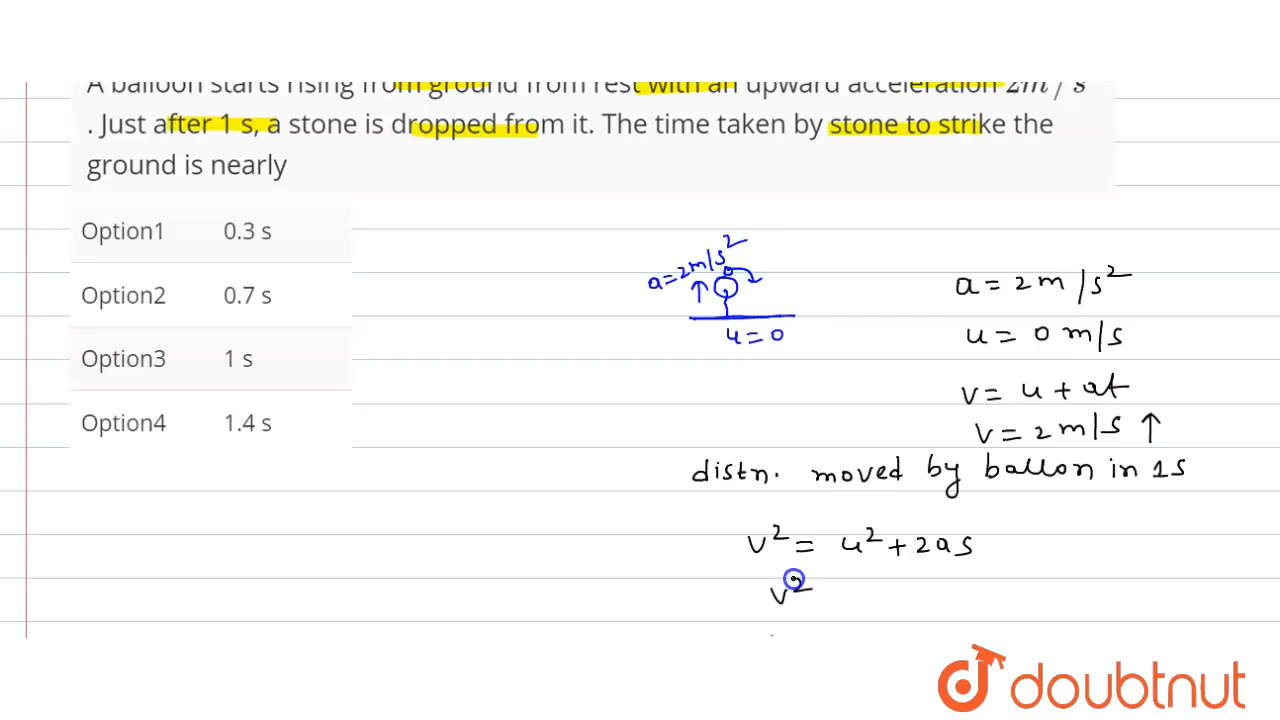 A balloon starts rising from ground from rest with an upward acceleration 2m/s
. Just after 1 s, a stone is dropped from it. The time taken by stone to strike the
ground is nearly
Option1 0.3 s
Option2 0.7 s
Option3 1 s
Option4 1.4 s
a=2m/s²
u=0
a = 2m/s²
u = 0 m/s
v = u + at
v = 2m/s ↑
distn. moved by ballon in 1s
v² = u² + 2as
v²
doubtnut